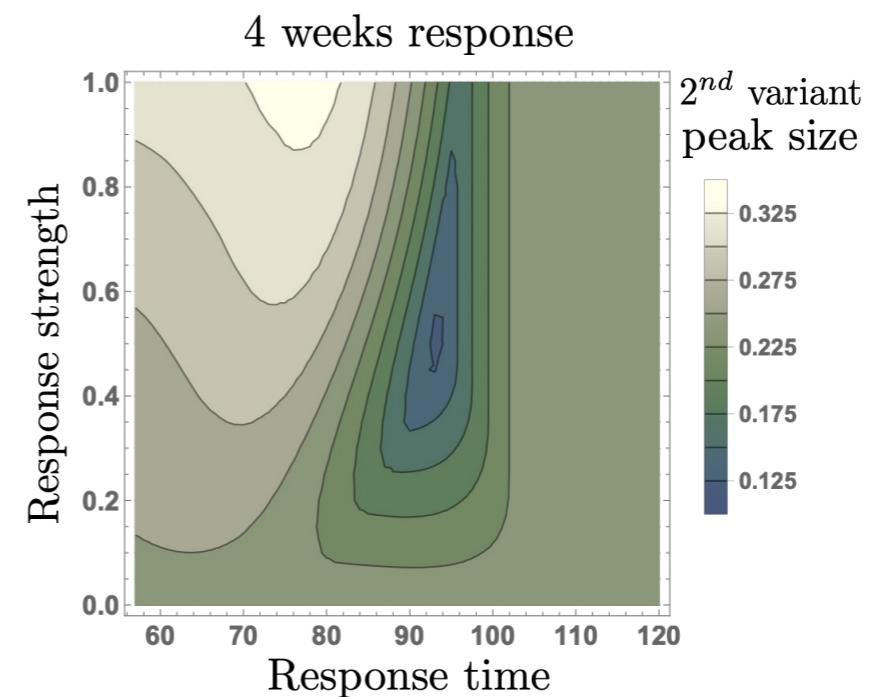 4 weeks response
2nd variant
peak size
Response strength
1.0
0.8
0.6
0.4
0.2
0.0
0.325
0.275
0.225
0.175
0.125
60 70 80 90 100 110 120
Response time